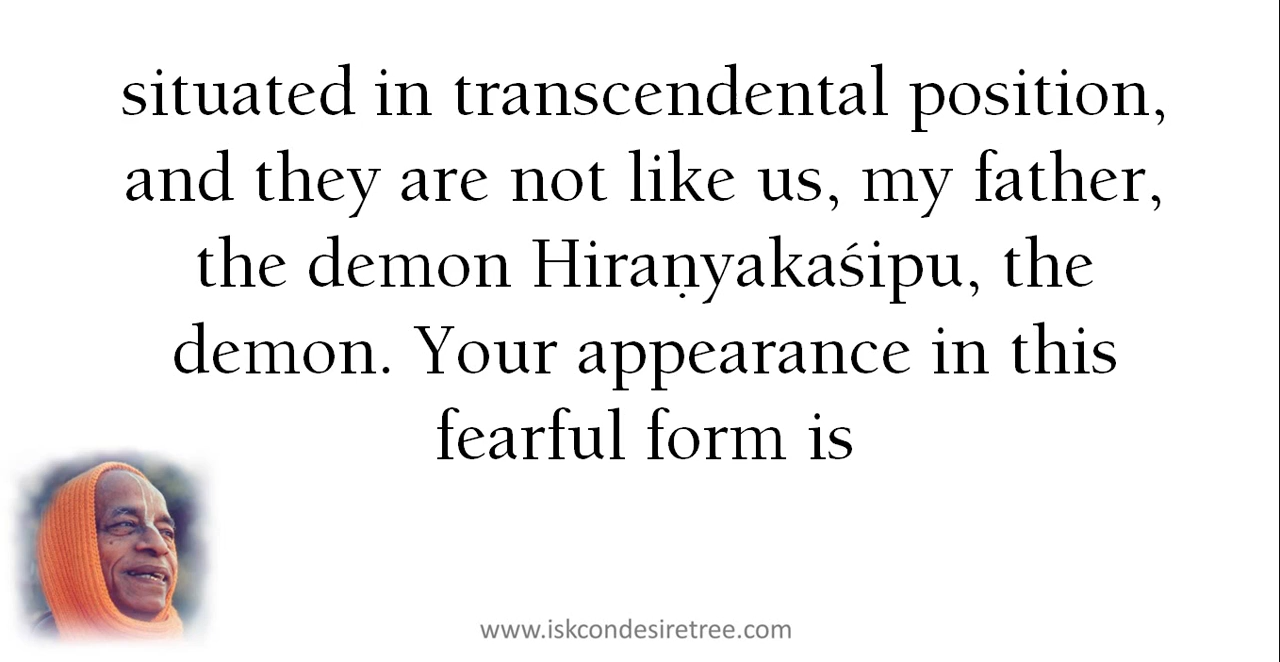 situated in transcendental position,
and they are not like us, my father,
the demon Hiraṇyakaśipu, the
demon. Your appearance in this
fearful form is
www.iskcondesiretree.com